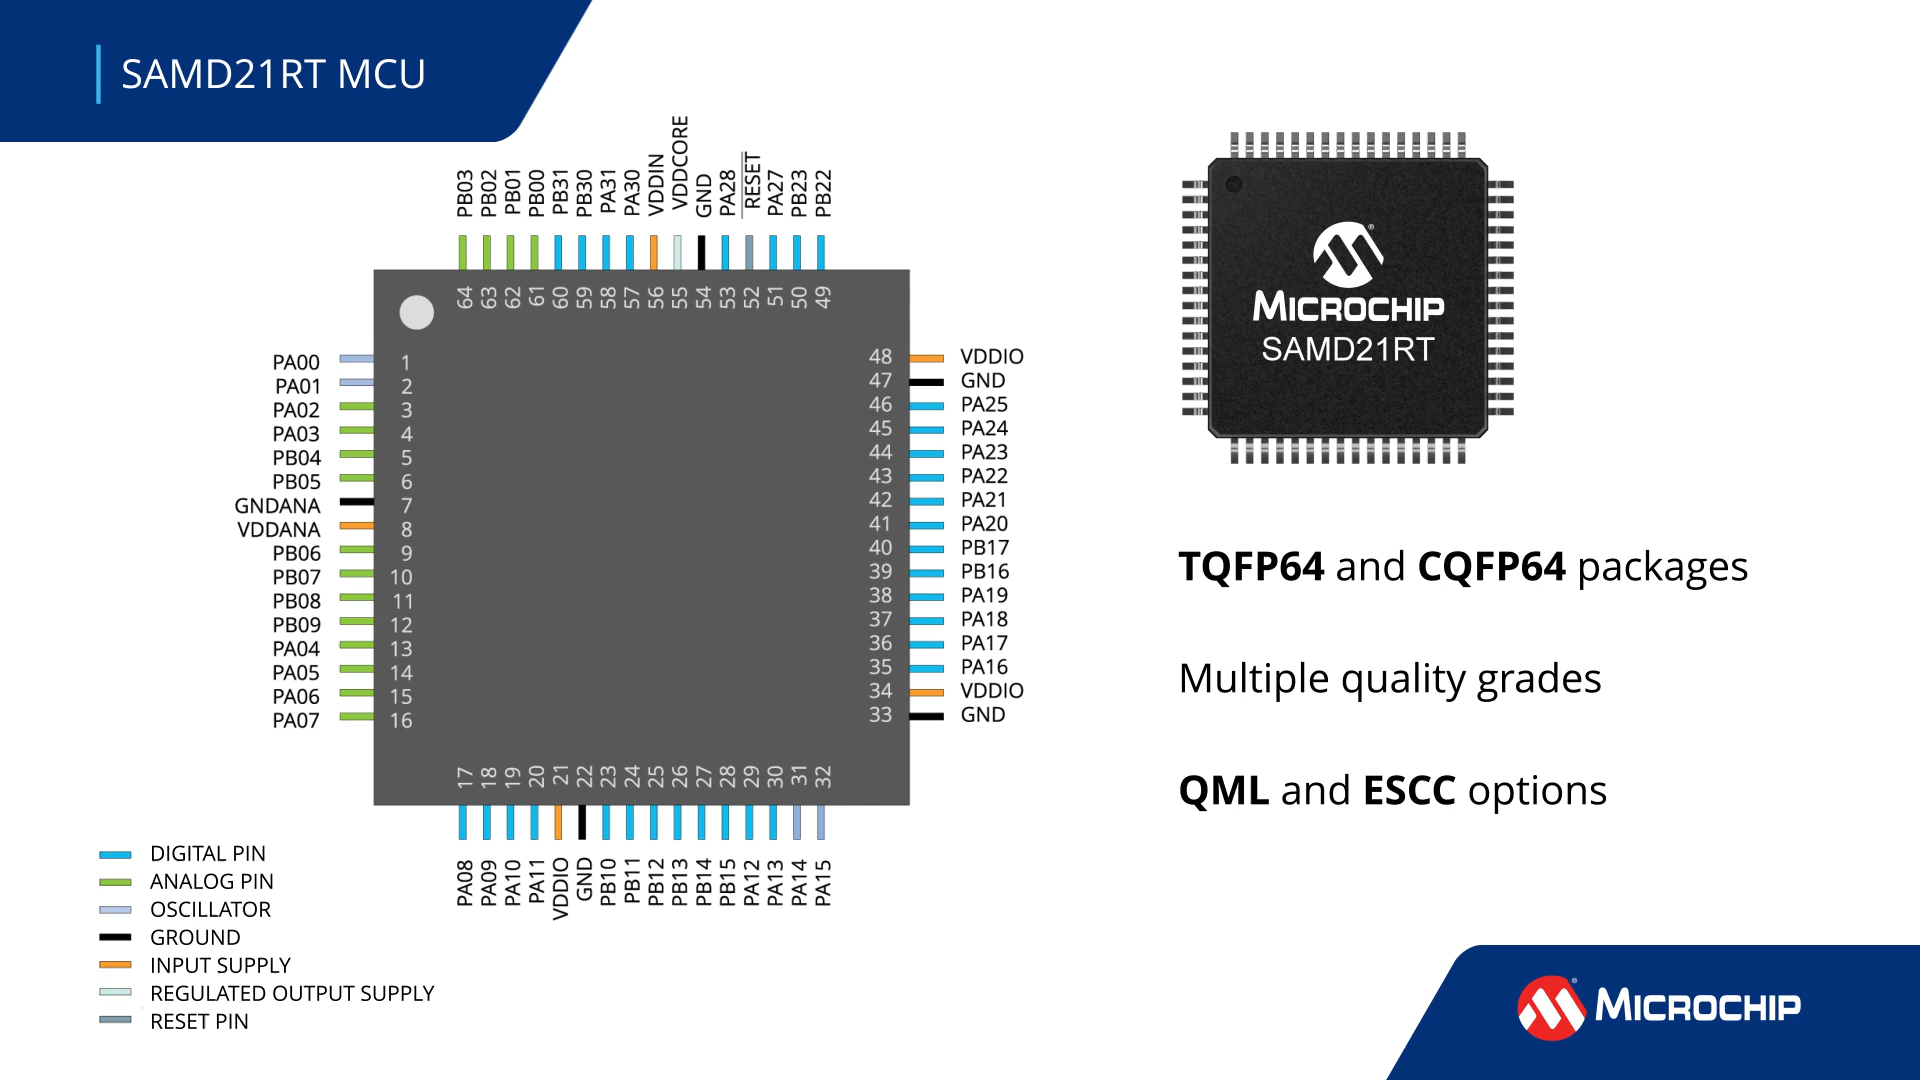 SAMD21RT MCU
PB03
PB02
PB01
PB00
PB31
PB30
PA31
PA30
VDDIN
VDDCORE
GND
PA28
RESET
PA27
PB23
PB22
64
63
62
61
60
59
58
57
56
55
54
53
52
51
50
49
PA00 1
PA01 2
PA02 3
PA03 4
PB04 5
PB05 6
GNDANA 7
VDDANA 8
PB06 9
PB07 10
PB08 11
PB09 12
PA04 13
PA05 14
PA06 15
PA07 16
48 VDDIO
47 GND
46 PA25
45 PA24
44 PA23
43 PA22
42 PA21
41 PA20
40 PB17
39 PB16
38 PA19
37 PA18
36 PA17
35 PA16
34 VDDIO
33 GND
17
18
19
20
21
22
23
24
25
26
27
28
29
30
31
32
PA08
PA09
PA10
PA11
VDDIO
GND
PB10
PB11
PB12
PB13
PB14
PB15
PA12
PA13
PA14
PA15
DIGITAL PIN
ANALOG PIN
OSCILLATOR
GROUND
INPUT SUPPLY
REGULATED OUTPUT SUPPLY
RESET PIN
®
MICROCHIP
SAMD21RT
TQFP64 and CQFP64 packages
Multiple quality grades
QML and ESCC options
®
MICROCHIP